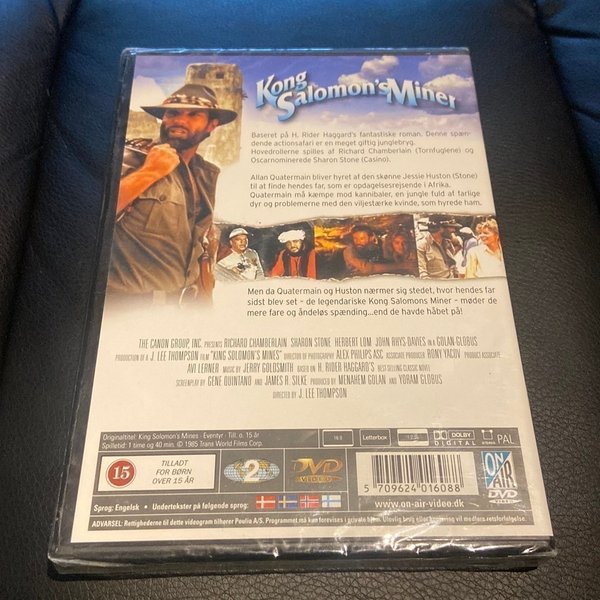 Kong
Salomon's Miner
Baseret på H. Rider Haggard's fantastiske roman. Denne spæn-
dende actionsafari er en meget giftig junglebryg.
Hovedrollerne spilles af Richard Chamberlain (Tornfuglene) og
Oscarnominerede Sharon Stone (Casino).
Allan Quatermain bliver hyret af den skønne Jessie Huston (Stone)
til at finde hendes far, som er opdagelsesrejsende i Afrika.
Quatermain må kæmpe mod kannibaler, en jungle fuld af farlige
dyr og problemerne med den viljestærke kvinde, som hyrede ham.
Men da Quatermain og Huston nærmer sig stedet, hvor hendes far
sidst blev set - de legendariske Kong Salomons Miner - møder de
mere fare og åndeløs spænding...end de havde håbet på!
THE CANON GROUP, INC. PRESENTS RICHARD CHAMBERLAIN SHARON STONE HERBERT LOM JOHN RHYS-DAVIES IN A GOLAN GLOBUS
PRODUCTION OF A J. LEE THOMPSON FILM "KING SOLOMON'S MINES" DIRECTOR OF PHOTOGRAPHY ALEX PHILIPS ASS. ASSOCIATE PRODUCER RONY YACOV PRODUCT ASSOCIATE
AVI LERNER MUSIC BY JERRY GOLDSMITH BASED ON H. RIDER HAGGARD'S BEST SELLING CLASSIC NOVEL
SCREENPLAY BY GENE QUINTANO AND JAMES R. SILKE PRODUCED BY MENAHEM GOLAN AND YORAM GLOBUS
DIRECTED BY J. LEE THOMPSON
Originaltitel: King Solomon's Mines - Eventyr - Till. o. 15 år
Spilletid: 1 time og 40 min. © 1985 Trans World Films Corp.
16:9
Letterbox
DOLBY
DIGITAL
STEREO
PAL
15
TILLADT
FOR BØRN
OVER 15 ÅR
2
DVD
VIDEO
5 709624 016088
ON
AIR
DVD
Sprog: Engelsk • Undertekster på følgende sprog:
www.on-air-video.dk
ADVARSEL: Rettighederne til dette videogram tilhører Poulia A/S. Programmet må kun forevises i private hjem. Ulovlig brug